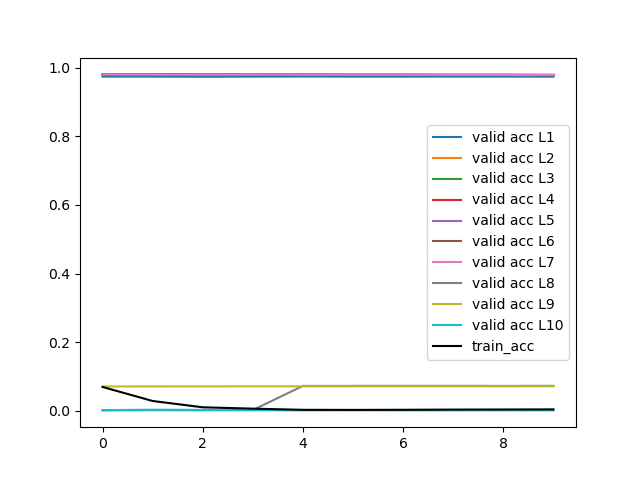 1.0
0.8
0.6
0.4
0.2
0.0
0
2
4
6
8
valid acc L1
valid acc L2
valid acc L3
valid acc L4
valid acc L5
valid acc L6
valid acc L7
valid acc L8
valid acc L9
valid acc L10
train_acc